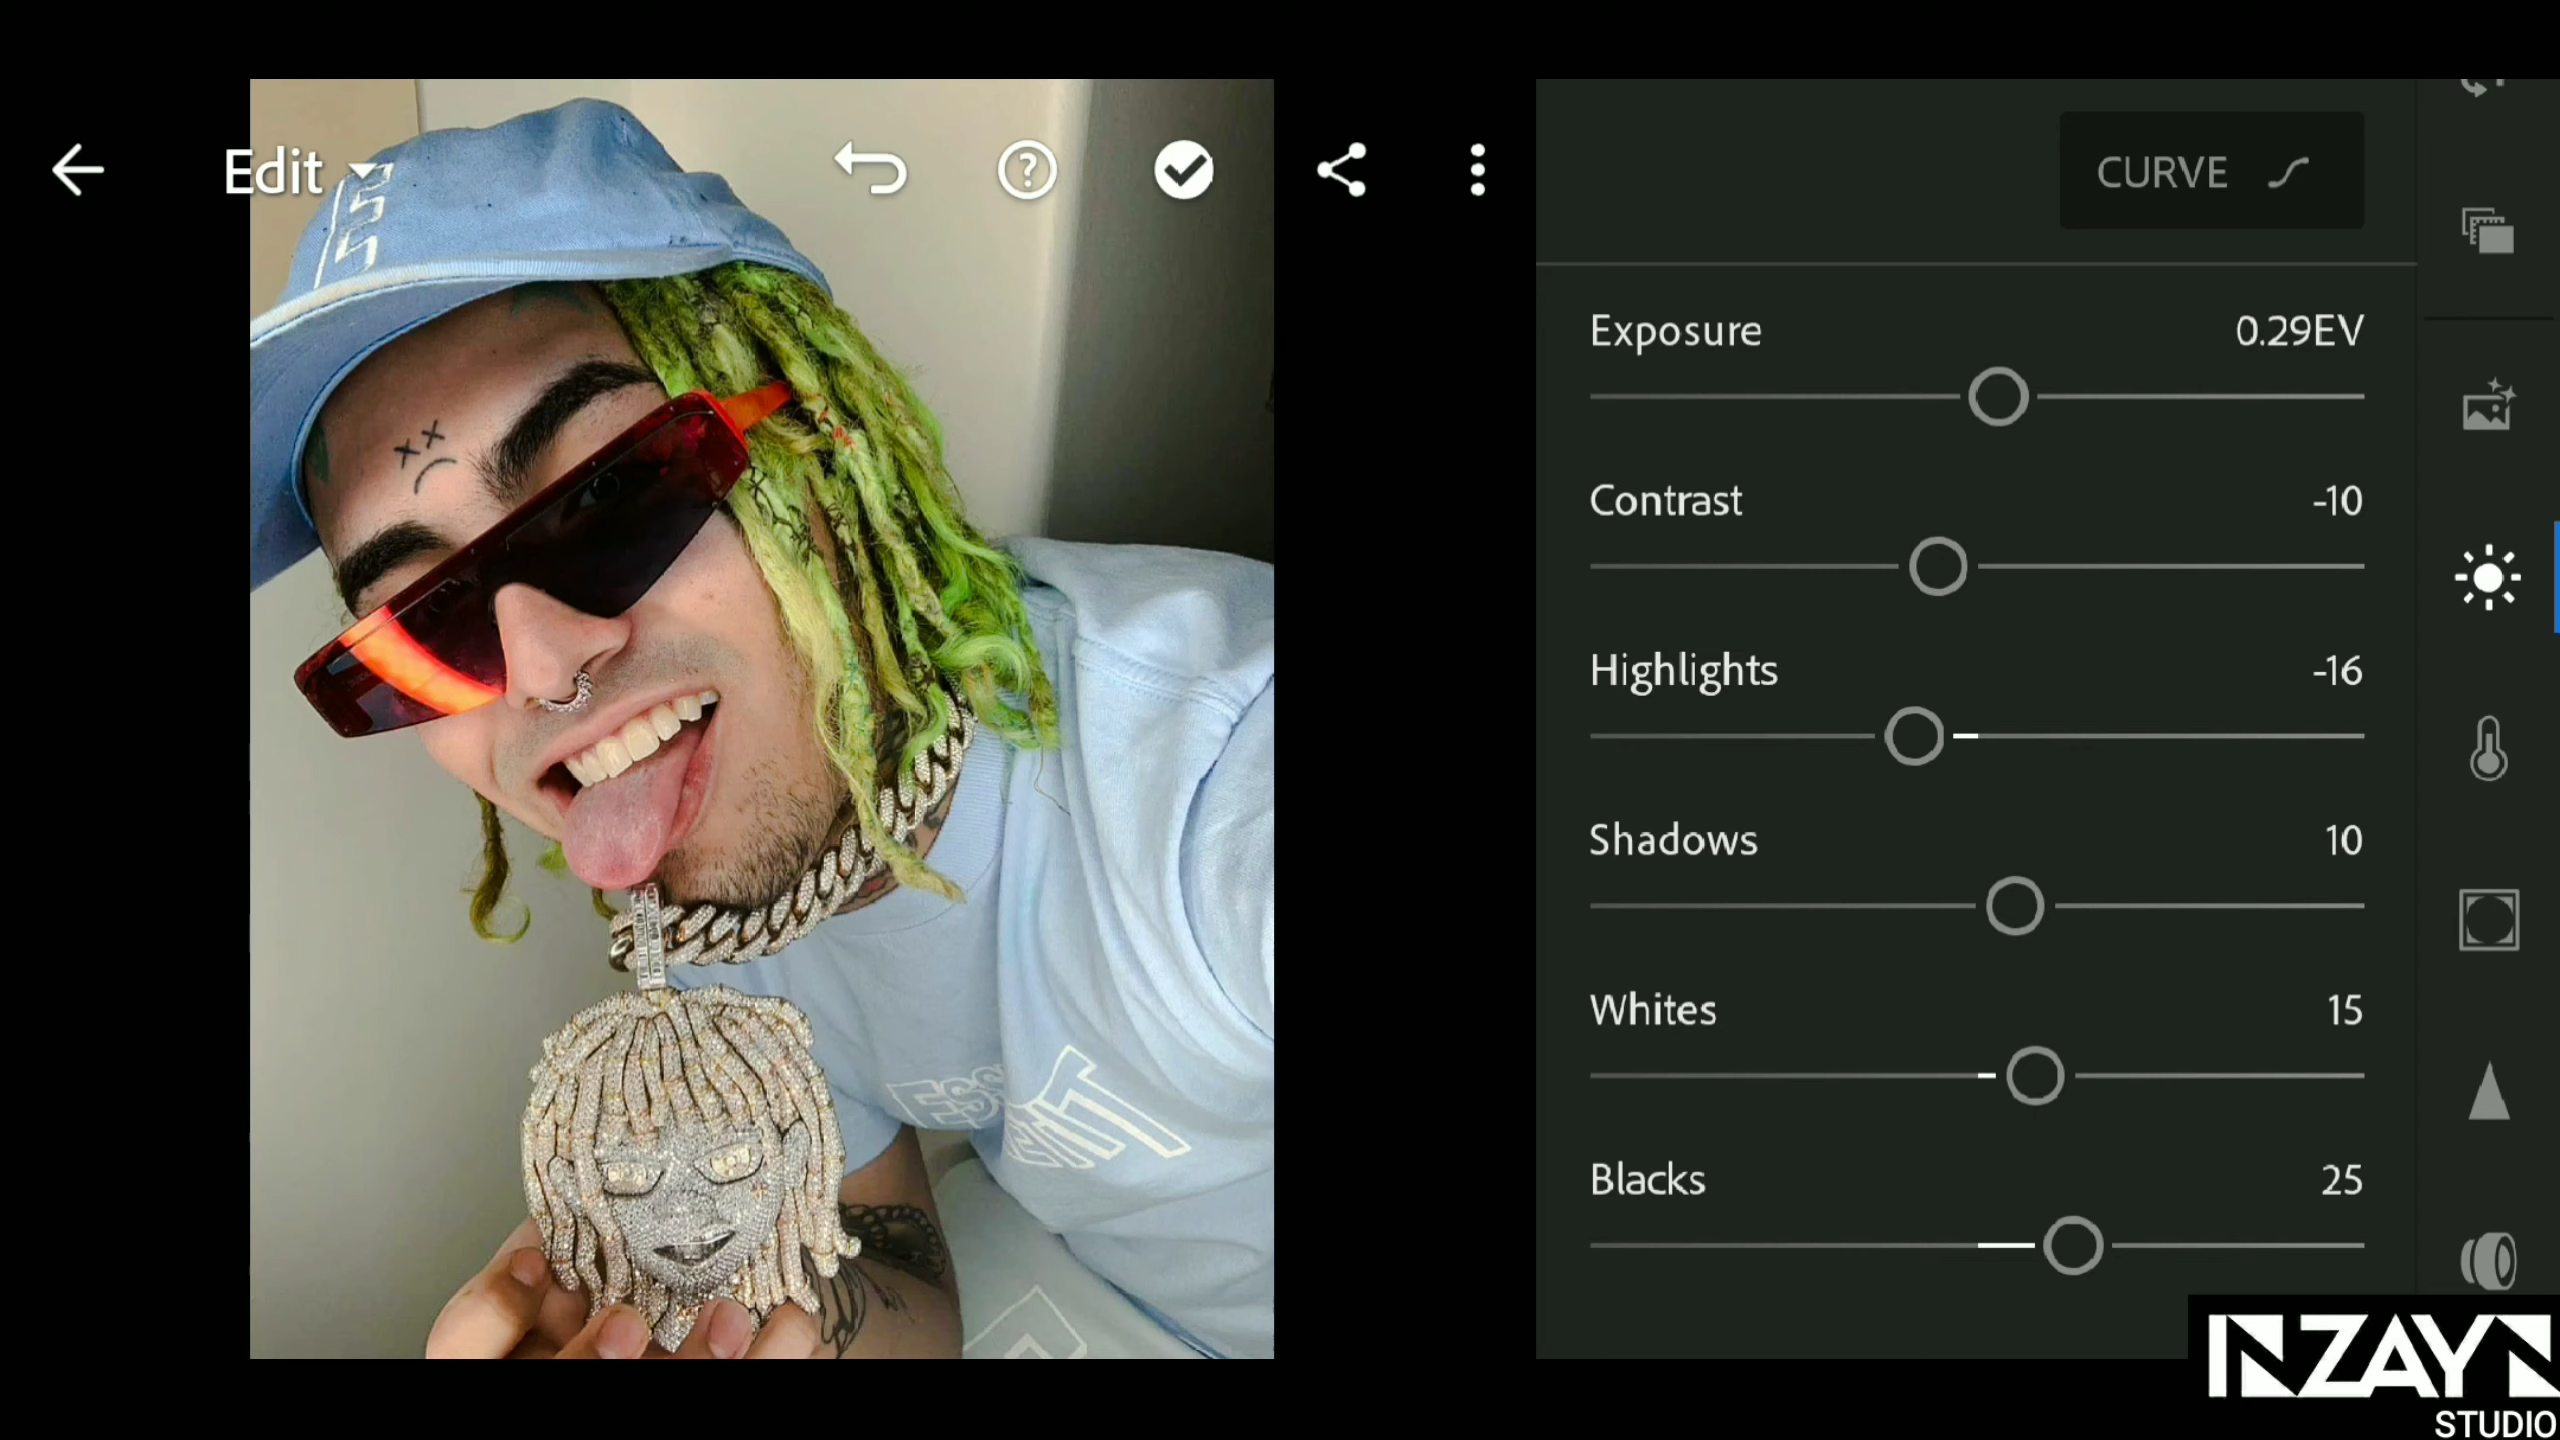 Edit
CURVE
Exposure 0.29EV
Contrast -10
Highlights -16
Shadows 10
Whites 15
Blacks 25
NZAYN
STUDIO